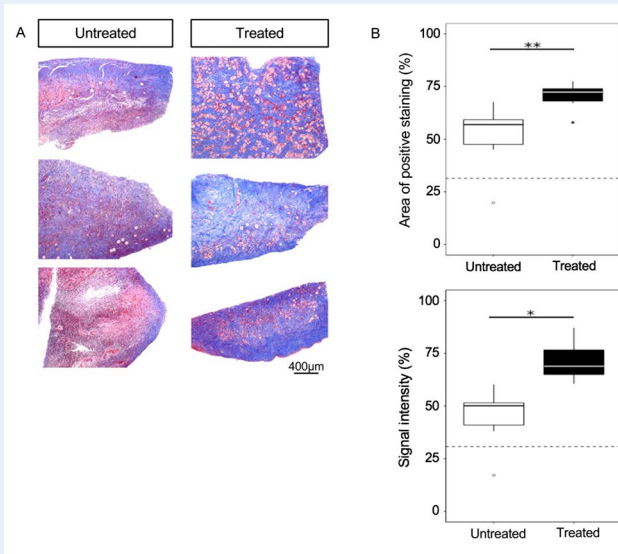 A
Untreated
Treated
400µm
B
Area of positive staining (%)
100
75
50
25
0
**
Untreated
Treated
Signal intensity (%)
100
75
50
25
0
*
Untreated
Treated